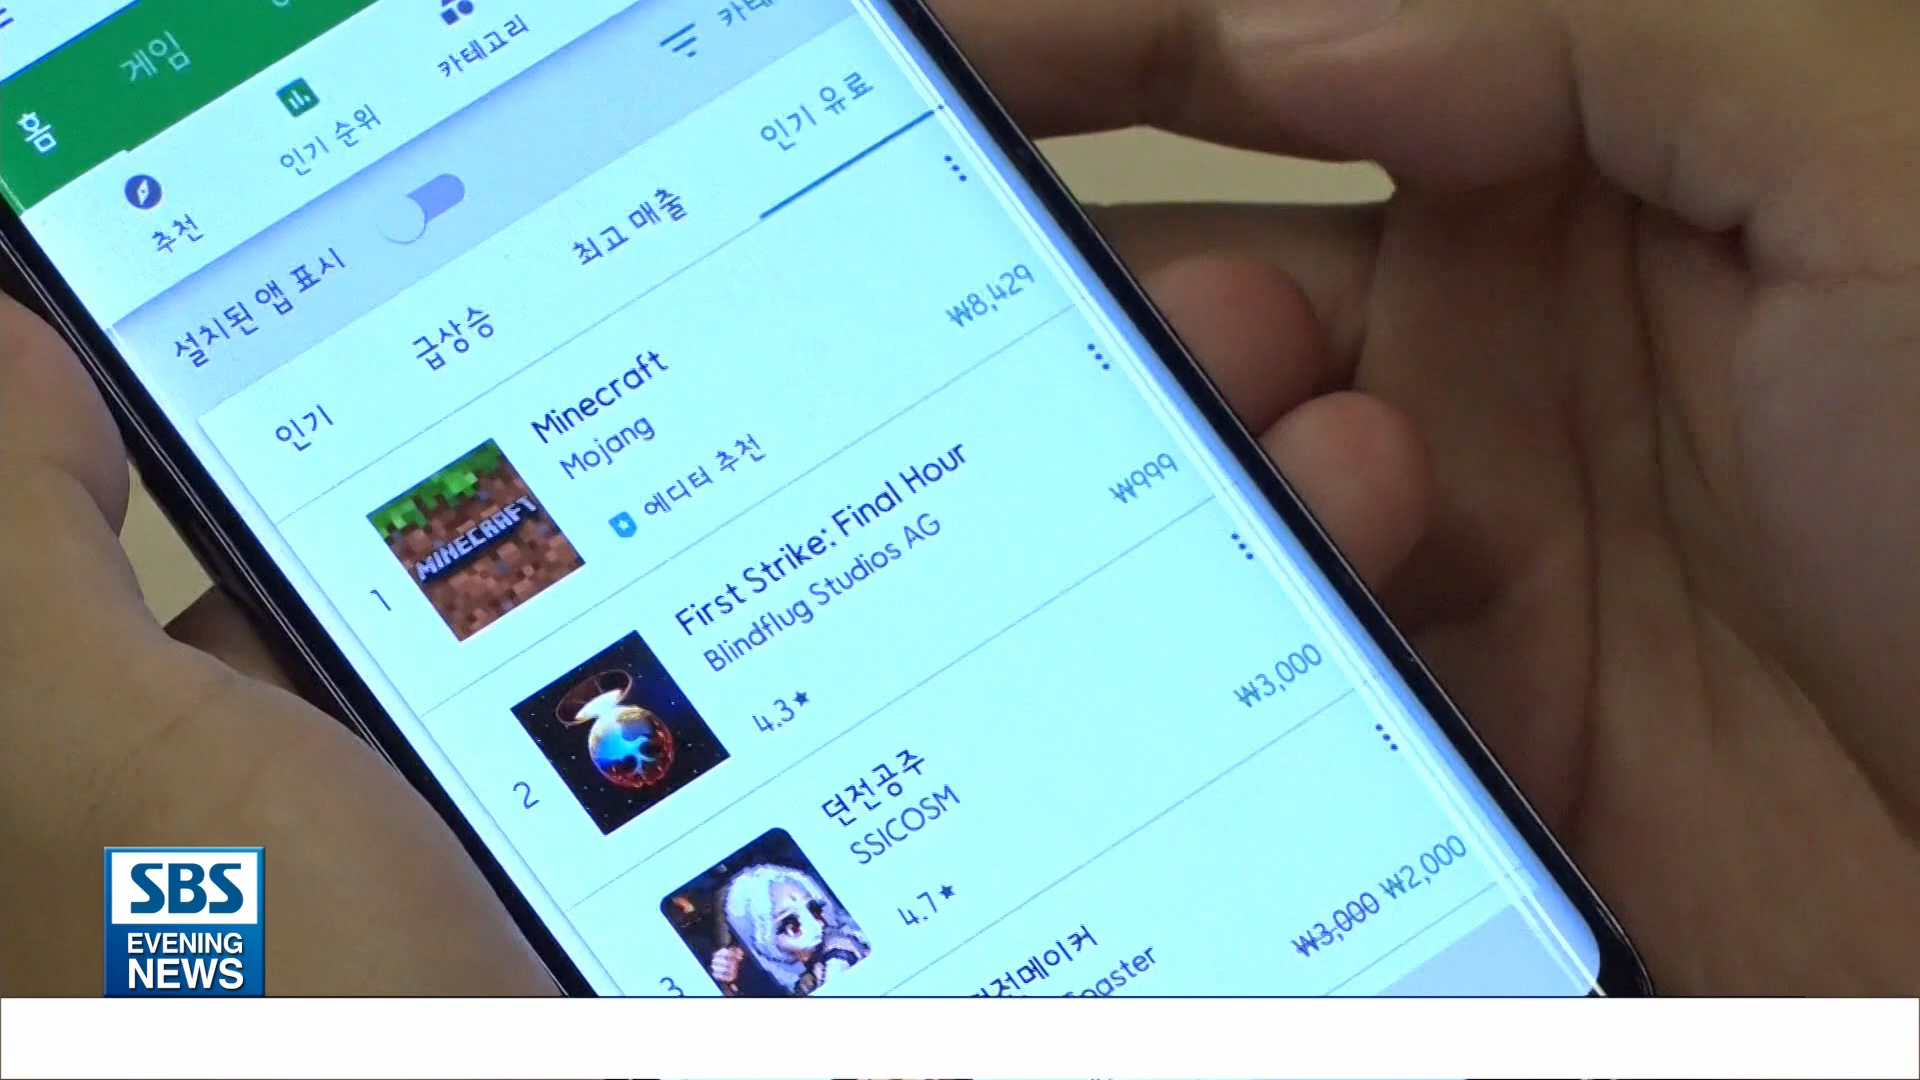 홈
게임
추천
인기 순위
카테고리
설치된 앱 표시
인기
급상승
최고 매출
인기 유료
1
MINECRAFT
Minecraft
Mojang
에디터 추천
₩8,429
2
First Strike: Final Hour
Blindflug Studios AG
4.3★
₩999
3
던전공주
SSICOSM
4.7★
₩3,000
₩3,000 ₩2,000
SBS
EVENING
NEWS